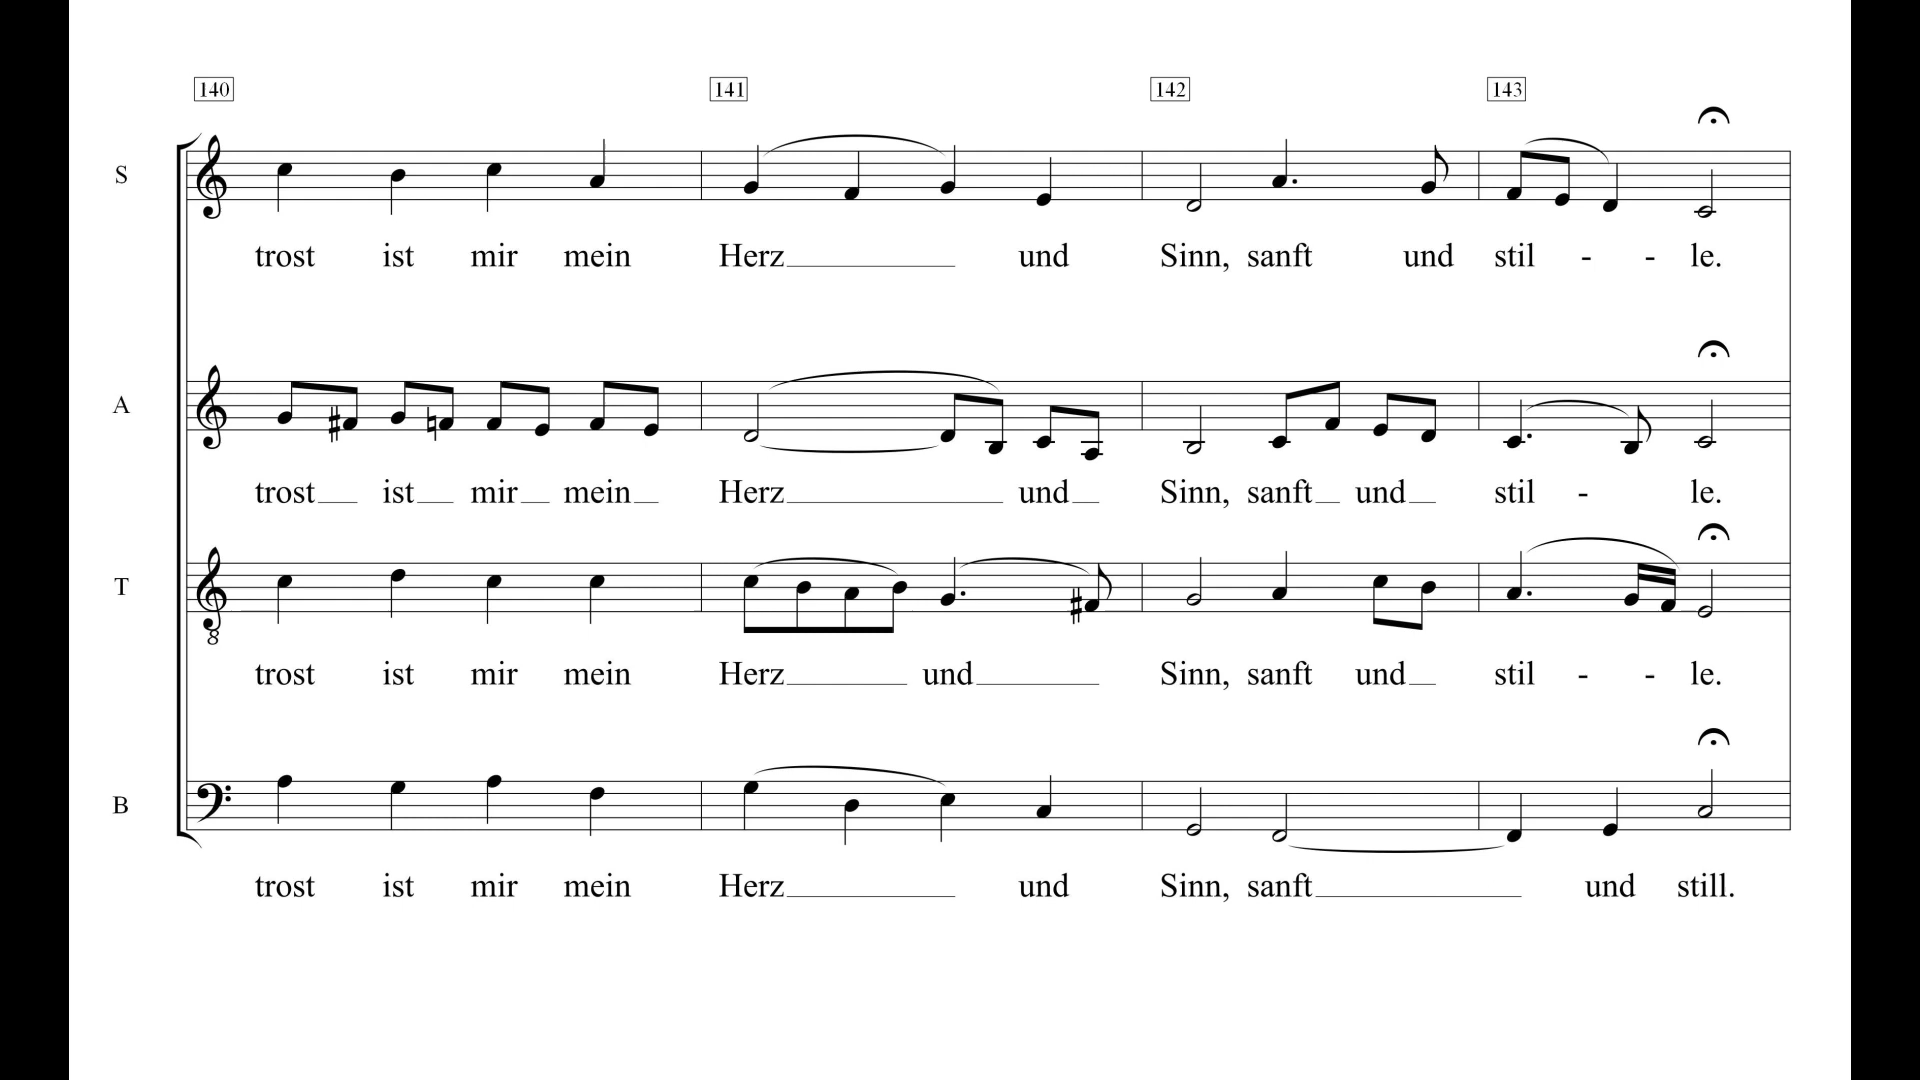 140 141 142 143
S
trost ist mir mein Herz und Sinn, sanft und stil - - le.
A
trost ist mir mein Herz und Sinn, sanft und stil - le.
T
8
trost ist mir mein Herz und Sinn, sanft und stil - - le.
B
trost ist mir mein Herz und Sinn, sanft und still.